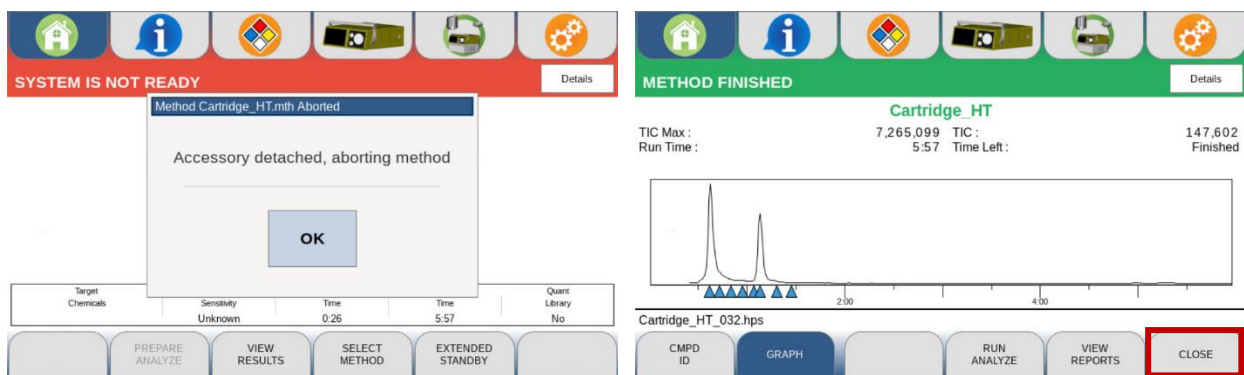 SYSTEM IS NOT READY
Details
Method Cartridge_HT.mth Aborted
Accessory detached, aborting method
OK
Target
Chemicals
Sensitivity
Time
Time
Quant
Library
Unknown
0:26
5:57
No
PREPARE
ANALYZE
VIEW
RESULTS
SELECT
METHOD
EXTENDED
STANDBY
METHOD FINISHED
Details
Cartridge_HT
TIC Max : 7,265,099 TIC : 147,602
Run Time : 5:57 Time Left : Finished
2:00 4:00
Cartridge_HT_032.hps
CMPD
ID
GRAPH
RUN
ANALYZE
VIEW
REPORTS
CLOSE